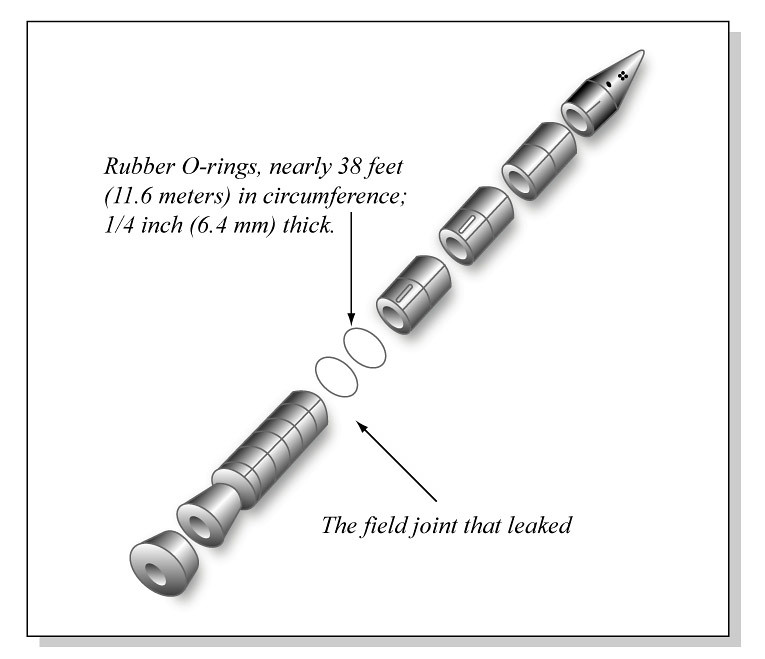 Rubber O-rings, nearly 38 feet
(11.6 meters) in circumference;
1/4 inch (6.4 mm) thick.
The field joint that leaked